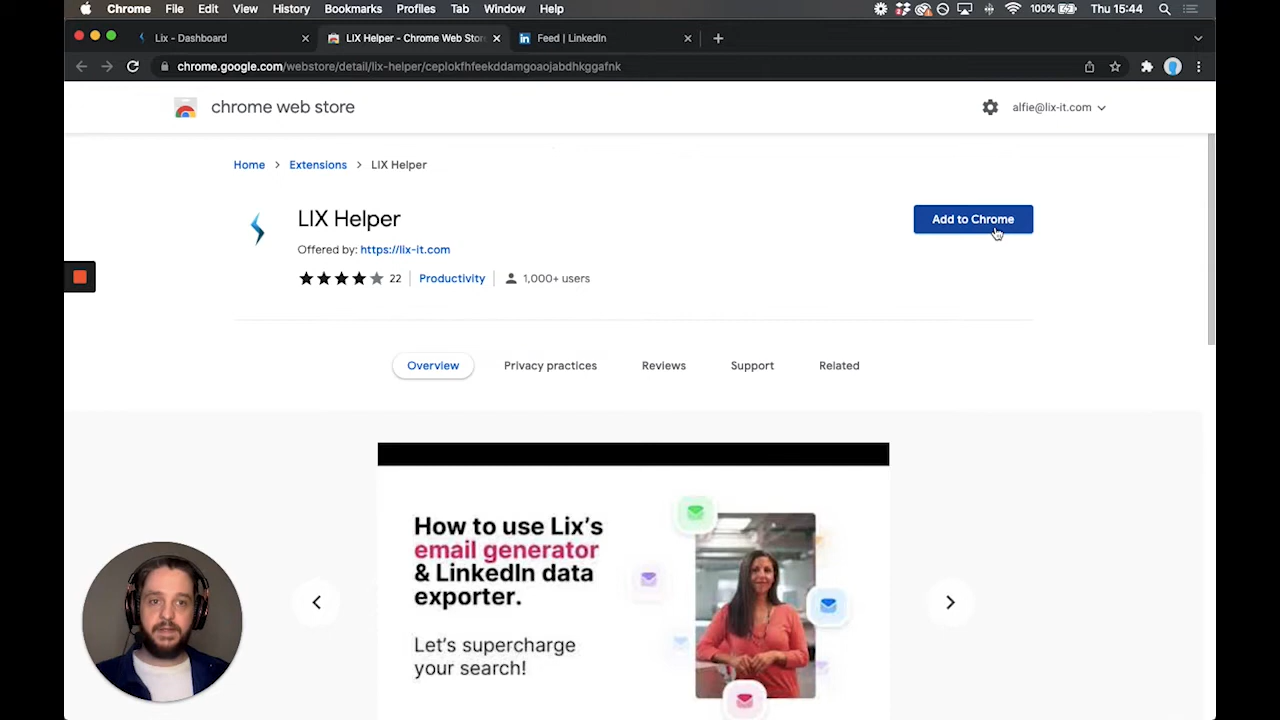 Chrome File Edit View History Bookmarks Profiles Tab Window Help 100% Thu 15:44
Lix - Dashboard LIX Helper - Chrome Web Stor Feed | LinkedIn
chrome.google.com/webstore/detail/lix-helper/ceplokfhfeekddamgoaojabdhkggafnk
chrome web store alfie@lix-it.com
Home > Extensions > LIX Helper
LIX Helper
Add to Chrome
Offered by: https://lix-it.com
22 Productivity 1,000+ users
Overview Privacy practices Reviews Support Related
How to use Lix's
email generator
& LinkedIn data
exporter.
Let's supercharge
your search!